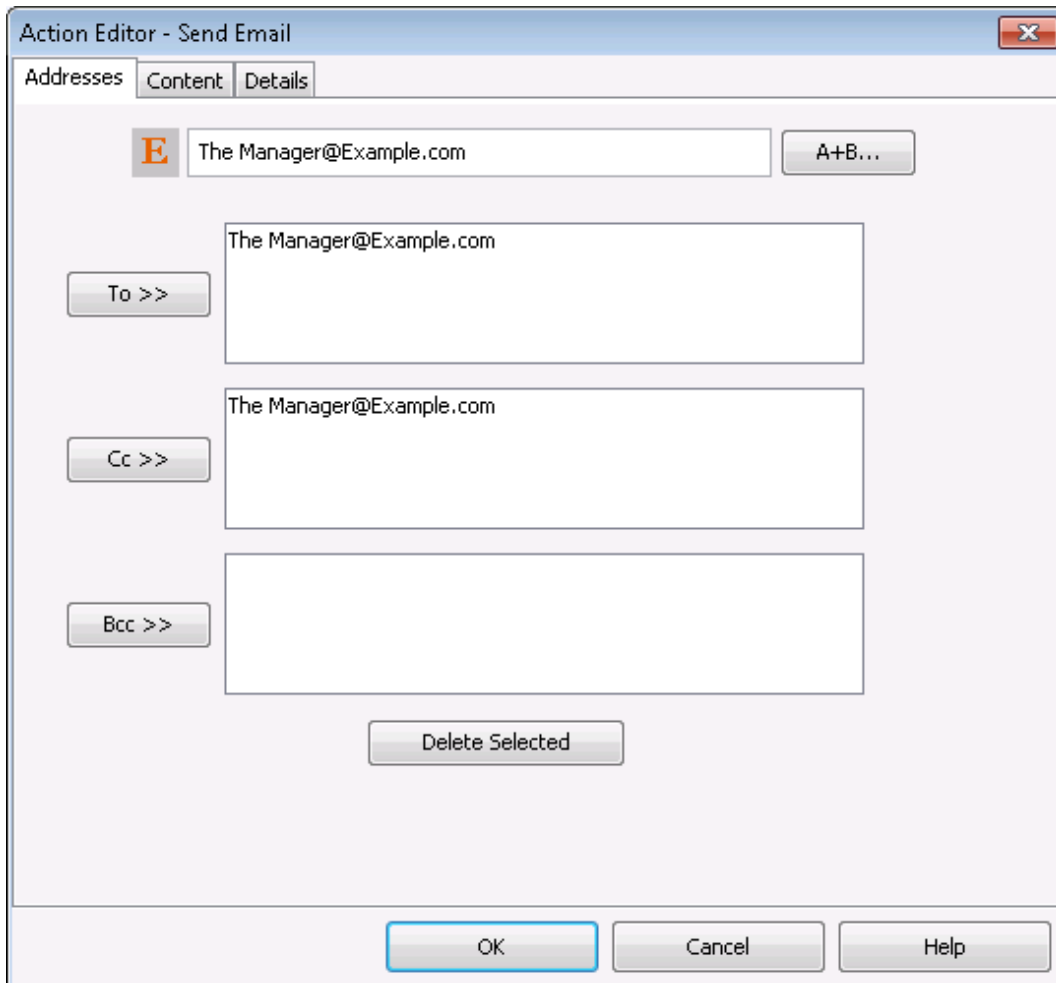 Action Editor - Send Email
Addresses Content Details
E The Manager@Example.com A+B...
The Manager@Example.com
To >>
The Manager@Example.com
Cc >>
Bcc >>
Delete Selected
OK Cancel Help